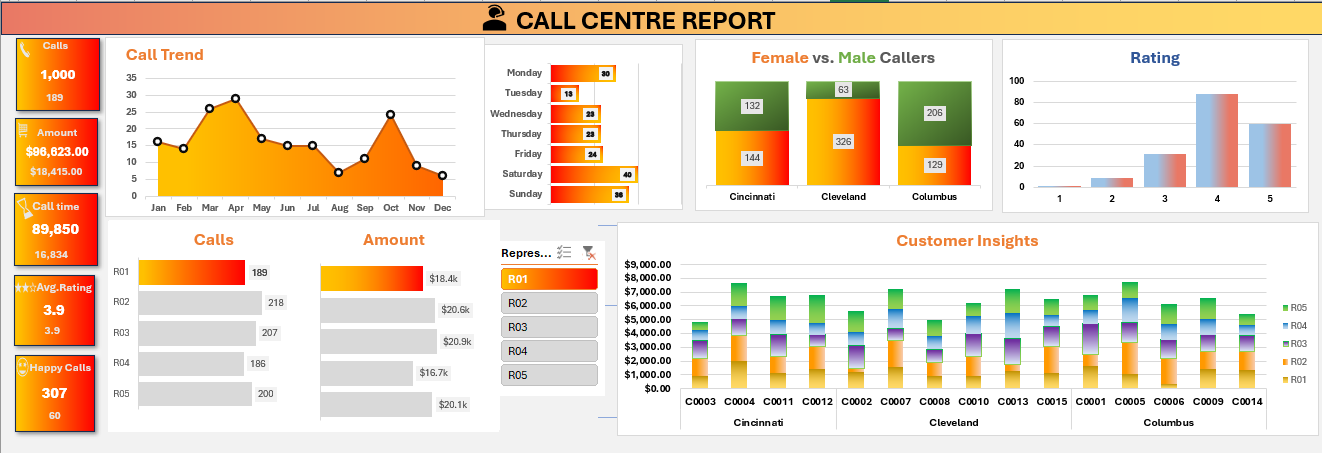 CALL CENTRE REPORT
Calls
1,000
189
Amount
$96,623.00
$18,415.00
Call time
89,850
16,834
Avg.Rating
3.9
3.9
Happy Calls
307
60
Call Trend
35
30
25
20
15
10
5
0
Jan Feb Mar Apr May Jun Jul Aug Sep Oct Nov Dec
Monday 30
Tuesday 13
Wednesday 23
Thursday 23
Friday 24
Saturday 40
Sunday 36
Female vs. Male Callers
132 63 206
144 326 129
Cincinnati Cleveland Columbus
Rating
100
80
60
40
20
0
1 2 3 4 5
Calls
R01 189
R02 218
R03 207
R04 186
R05 200
Amount
$18.4k
$20.6k
$20.9k
$16.7k
$20.1k
Repres...
R01
R02
R03
R04
R05
Customer Insights
$9,000.00
$8,000.00
$7,000.00
$6,000.00
$5,000.00
$4,000.00
$3,000.00
$2,000.00
$1,000.00
$0.00
C0003 C0004 C0011 C0012 C0002 C0007 C0008 C0010 C0013 C0015 C0001 C0005 C0006 C0009 C0014
Cincinnati Cleveland Columbus
R05
R04
R03
R02
R01